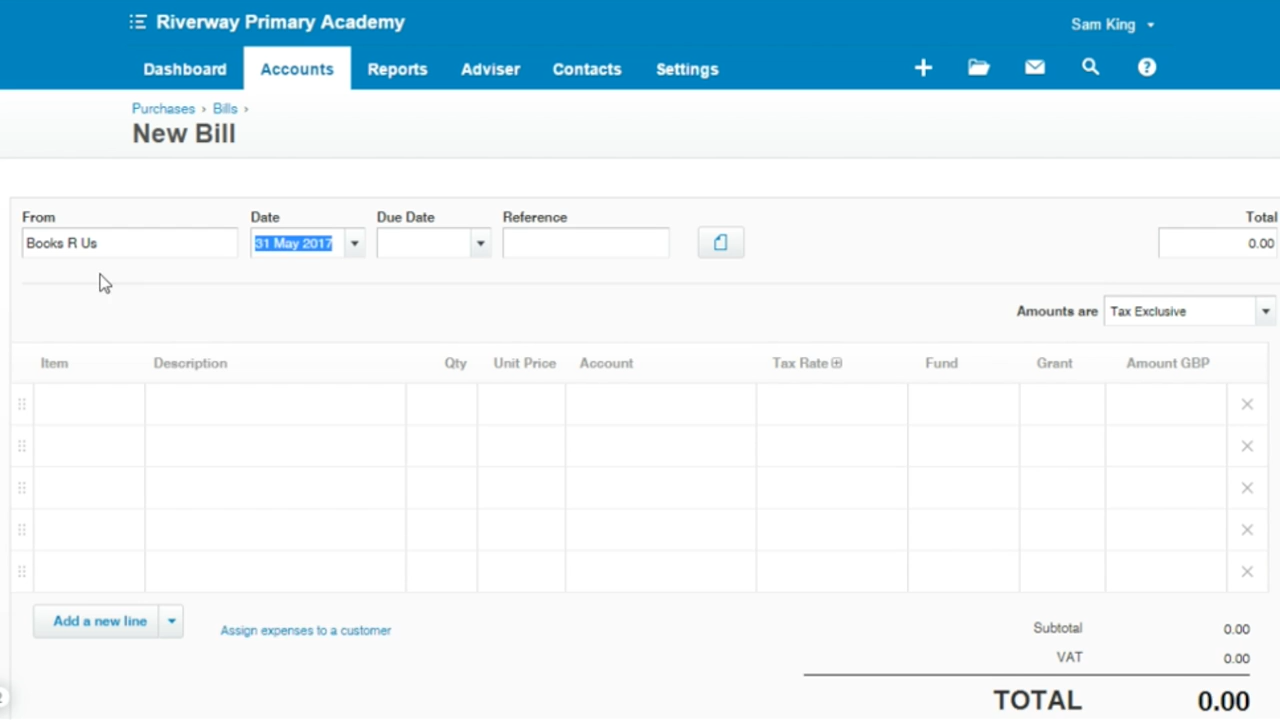 Riverway Primary Academy
Sam King
Dashboard Accounts Reports Adviser Contacts Settings
Purchases › Bills ›
New Bill
From Date Due Date Reference Total
Books R Us 31 May 2017 0.00
Amounts are Tax Exclusive
Item Description Qty Unit Price Account Tax Rate Fund Grant Amount GBP
Add a new line Assign expenses to a customer
Subtotal 0.00
VAT 0.00
TOTAL 0.00